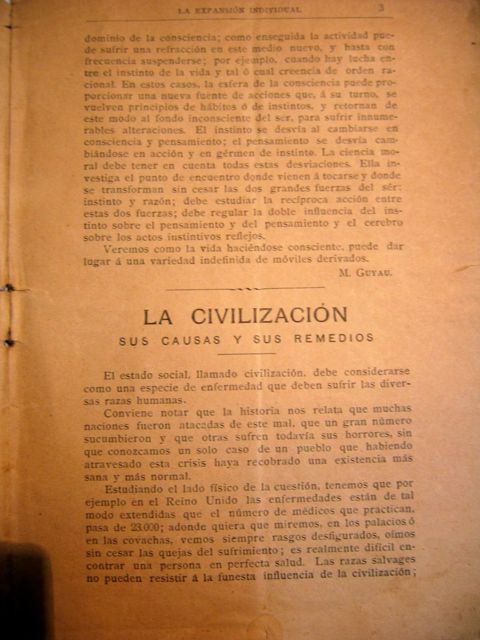 LA EXPANSIÓN INDIVIDUAL 3
dominio de la consciencia; como enseguida la actividad pue-
de sufrir una refracción en este medio nuevo, y hasta con
frecuencia suspenderse; por ejemplo, cuando hay lucha en-
tre el instinto de la vida y tal ó cual creencia de orden ra-
cional. En estos casos, la esfera de la consciencia puede pro-
porcionar una nueva fuente de acciones que, á su turno, se
vuelven principios de hábitos ó de instintos, y retornan de
este modo al fondo inconsciente del ser, para sufrir innume-
rables alteraciones. El instinto se desvía al cambiarse en
consciencia y pensamiento; el pensamiento se desvía cam-
biándose en acción y en gérmen de instinto. La ciencia mo-
ral debe tener en cuenta todas estas desviaciones. Ella in-
vestiga el punto de encuentro donde vienen á tocarse y donde
se transforman sin cesar las dos grandes fuerzas del sér:
instinto y razón; debe estudiar la recíproca acción entre
estas dos fuerzas; debe regular la doble influencia del ins-
tinto sobre el pensamiento y del pensamiento y el cerebro
sobre los actos instintivos reflejos.
Veremos como la vida haciéndose consciente, puede dar
lugar á una variedad indefinida de móviles derivados.
M. GUYAU.
LA CIVILIZACIÓN
SUS CAUSAS Y SUS REMEDIOS
El estado social, llamado civilización, debe considerarse
como una especie de enfermedad que deben sufrir las diver-
sas razas humanas.
Conviene notar que la historia nos relata que muchas
naciones fueron atacadas de este mal, que un gran número
sucumbieron y que otras sufren todavía sus horrores, sin
que conozcamos un solo caso de un pueblo que habiendo
atravesado esta crisis haya recobrado una existencia más
sana y más normal.
Estudiando el lado físico de la cuestión, tenemos que por
ejemplo en el Reino Unido las enfermedades están de tal
modo extendidas que el número de médicos que practican,
pasa de 23.000; adonde quiera que miremos, en los palacios ó
en las covachas, vemos siempre rasgos desfigurados, oímos
sin cesar las quejas del sufrimiento; es realmente difícil en-
contrar una persona en perfecta salud. Las razas salvages
no pueden resistir á la funesta influencia de la civilización;